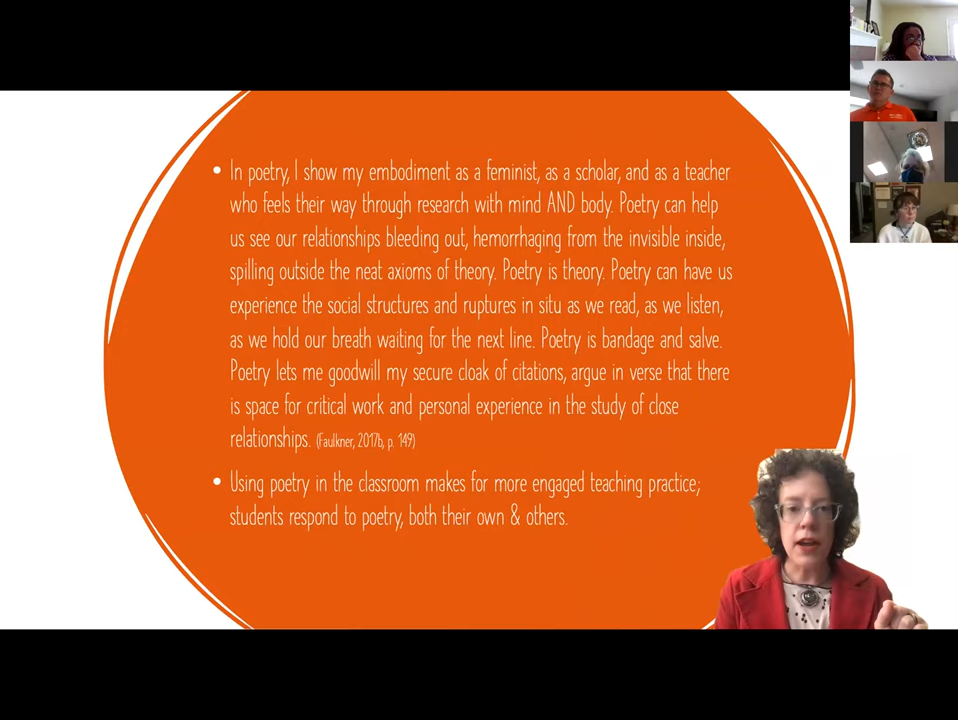 • In poetry, I show my embodiment as a feminist, as a scholar, and as a teacher
who feels their way through research with mind AND body. Poetry can help
us see our relationships bleeding out, hemorrhaging from the invisible inside,
spilling outside the neat axioms of theory. Poetry is theory. Poetry can have us
experience the social structures and ruptures in situ as we read, as we listen,
as we hold our breath waiting for the next line. Poetry is bandage and salve.
Poetry lets me goodwill my secure cloak of citations, argue in verse that there
is space for critical work and personal experience in the study of close
relationships. (Faulkner, 2017b, p. 149)
• Using poetry in the classroom makes for more engaged teaching practice;
students respond to poetry, both their own & others.